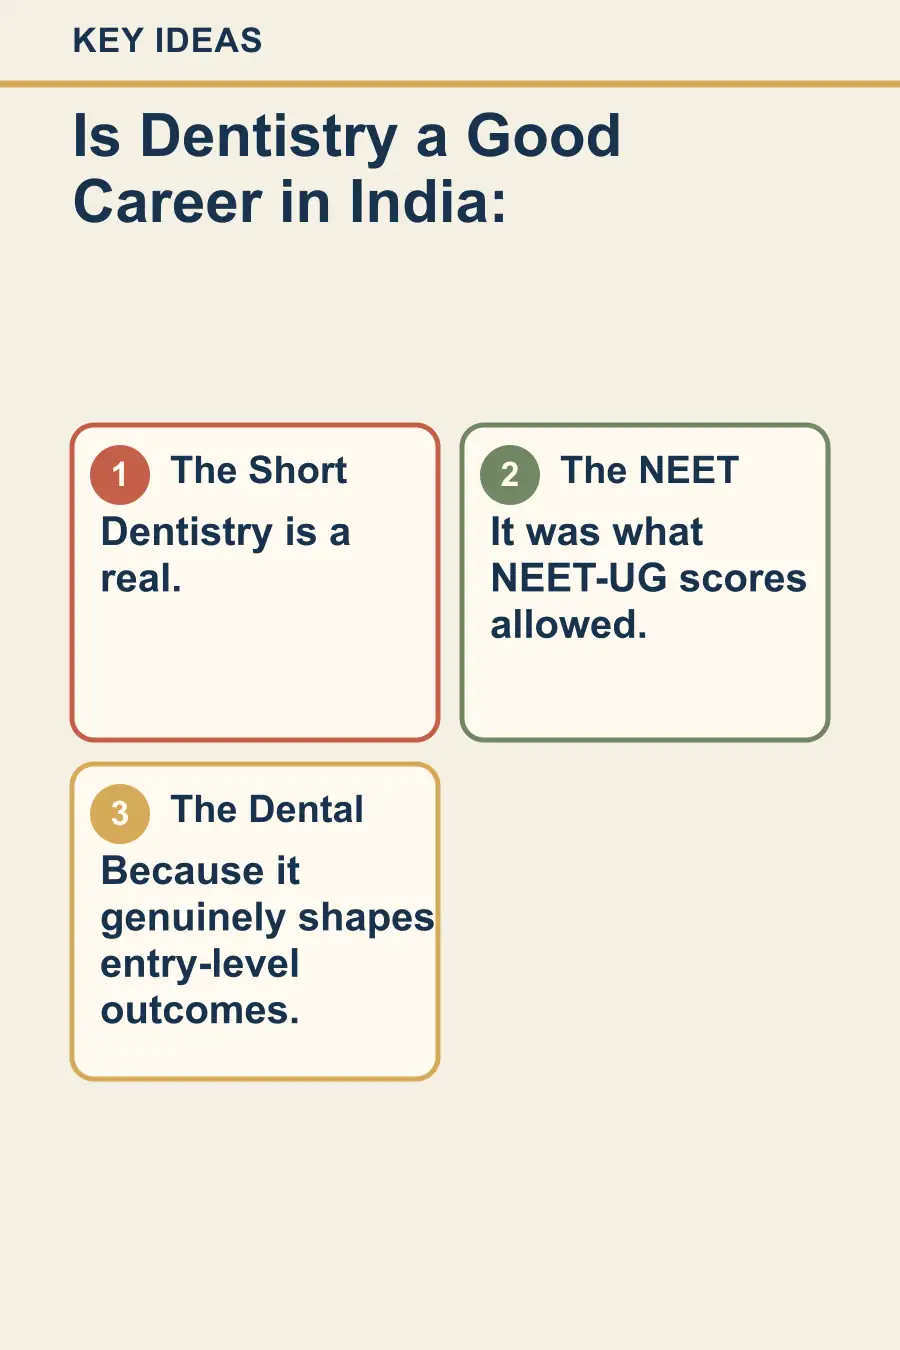 KEY IDEAS
Is Dentistry a Good
Career in India:
1 The Short
Dentistry is a
real.
2 The NEET
It was what
NEET-UG scores
allowed.
3 The Dental
Because it
genuinely shapes
entry-level
outcomes.